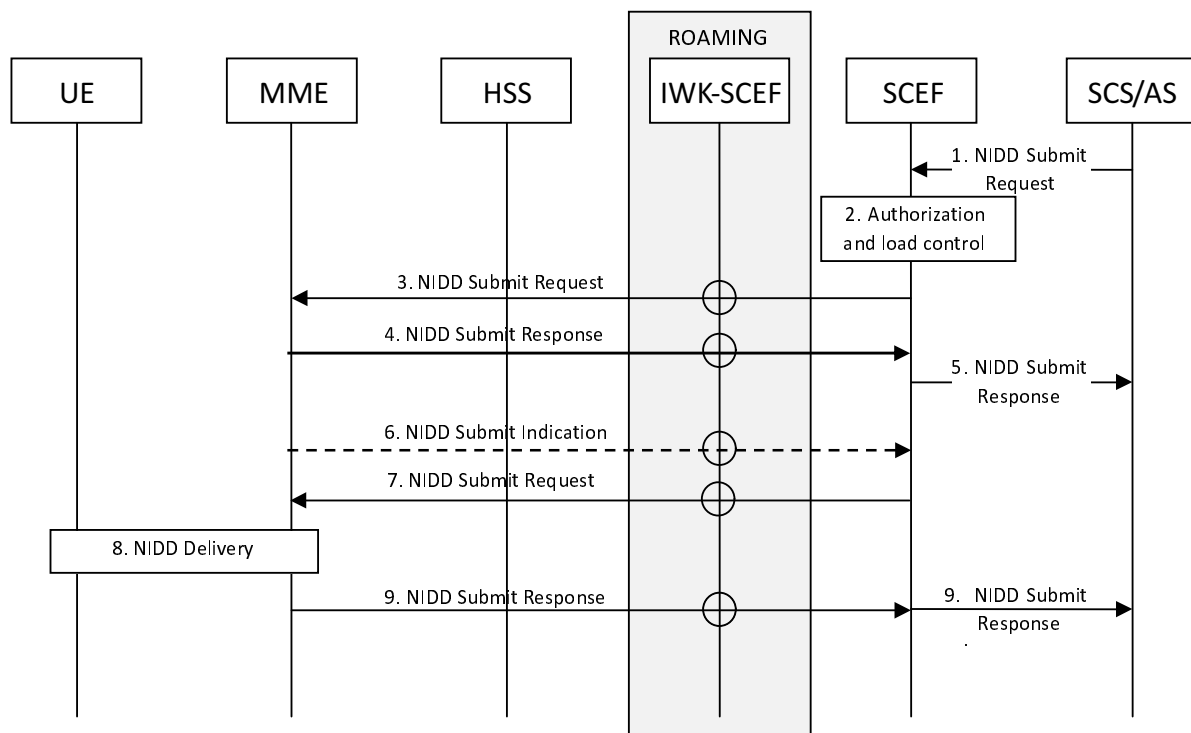 ROAMING
UE
MME
HSS
IWK-SCEF
SCEF
SCS/AS
1. NIDD Submit
Request
2. Authorization
and load control
3. NIDD Submit Request
4. NIDD Submit Response
5. NIDD Submit
Response
6. NIDD Submit Indication
7. NIDD Submit Request
8. NIDD Delivery
9. NIDD Submit Response
9. NIDD Submit
Response
.